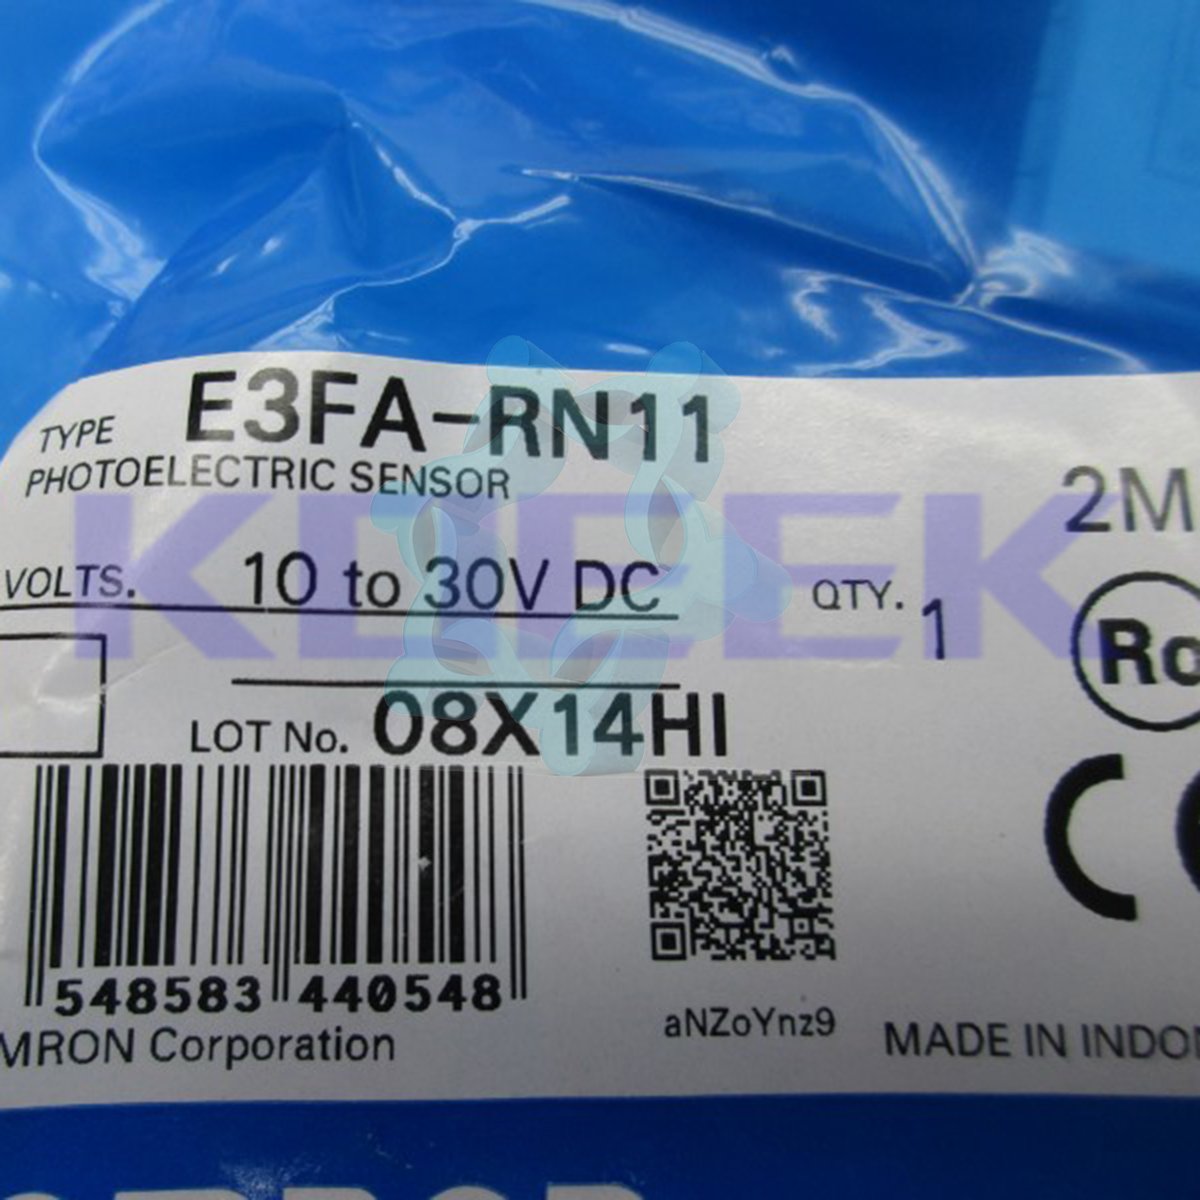 TYPE E3FA-RN11
PHOTOELECTRIC SENSOR
2M
VOLTS. 10 to 30V DC
QTY. 1
LOT No. 08X14HI
548583 440548
aNZoYnz9
MRON Corporation
MADE IN INDO